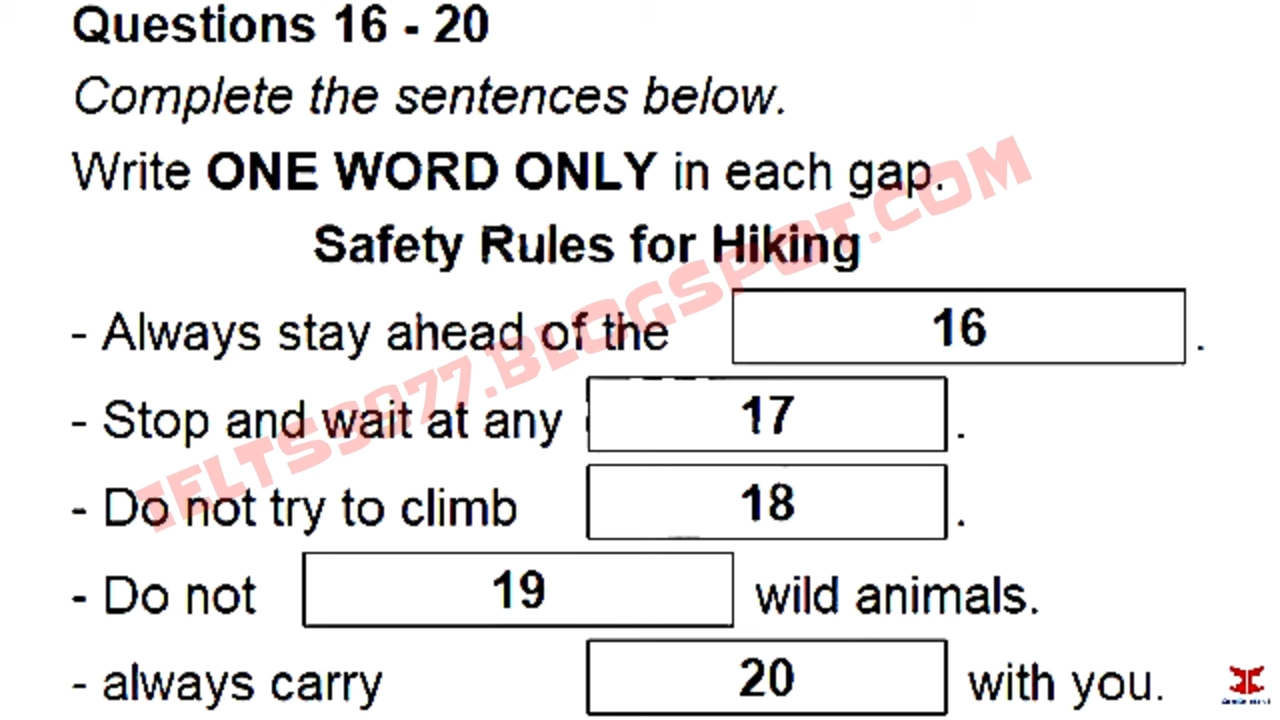 Questions 16 - 20
Complete the sentences below.
Write ONE WORD ONLY in each gap.
Safety Rules for Hiking
- Always stay ahead of the 16 .
- Stop and wait at any 17 .
- Do not try to climb 18 .
- Do not 19 wild animals.
- always carry 20 with you.
IELTS9977.BLOGSPOT.COM